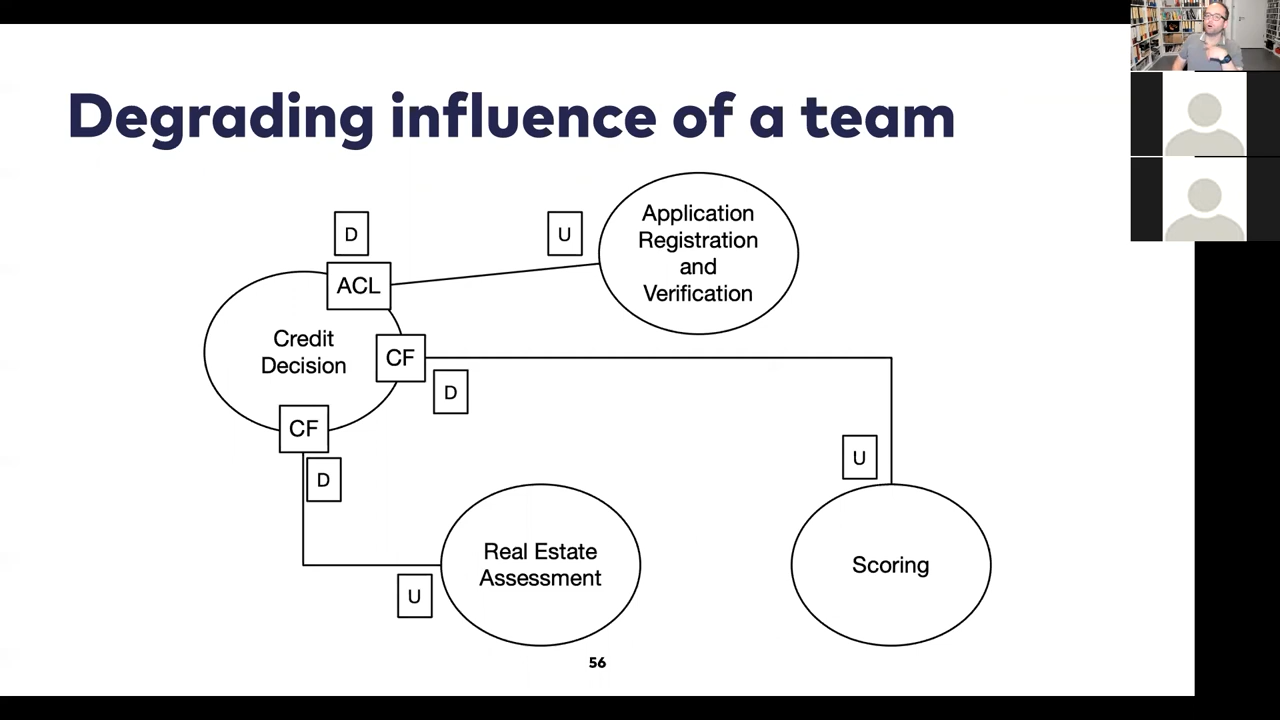 Degrading influence of a team
D
U
Application
Registration
and
Verification
ACL
Credit
Decision
CF
D
CF
D
U
Real Estate
Assessment
U
Scoring
56